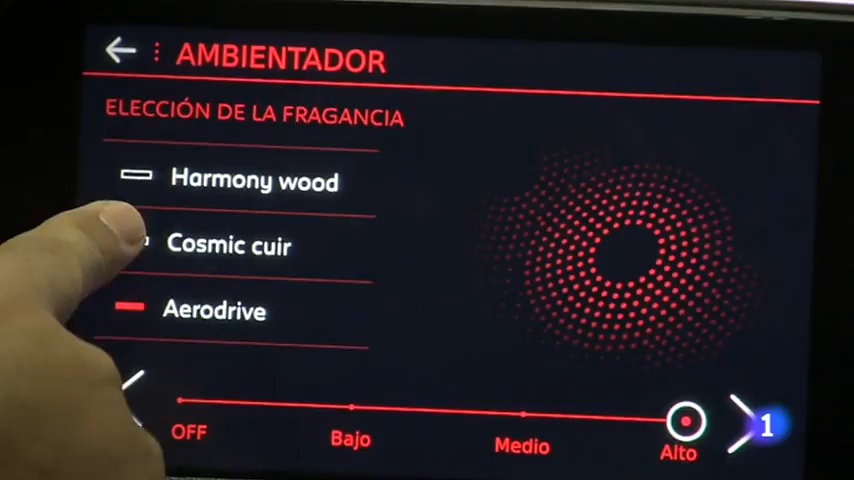 AMBIENTADOR
ELECCIÓN DE LA FRAGANCIA
Harmony wood
Cosmic cuir
Aerodrive
OFF
Bajo
Medio
Alto
1